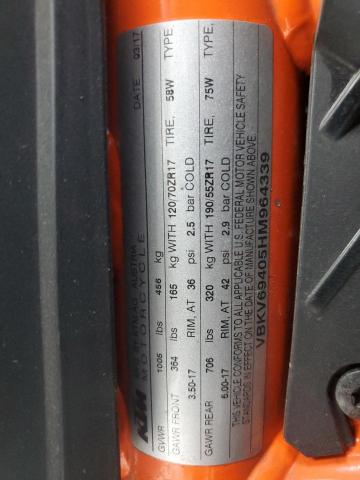 KTM AG, AUSTRIA
MOTORCYCLE DATE 03/17
GVWR 1005 lbs 456 kg
GAWR FRONT 364 lbs 165 kg WITH 120/70ZR17 TIRE, 58W TYPE,
3.50-17 RIM, AT 36 psi 2.5 bar COLD
GAWR REAR 706 lbs 320 kg WITH 190/55ZR17 TIRE, 75W TYPE,
6.00-17 RIM, AT 42 psi 2.9 bar COLD
THIS VEHICLE CONFORMS TO ALL APPLICABLE U.S. FEDERAL MOTOR VEHICLE SAFETY
STANDARDS IN EFFECT ON THE DATE OF MANUFACTURE SHOWN ABOVE.
VBKV69405HM964339